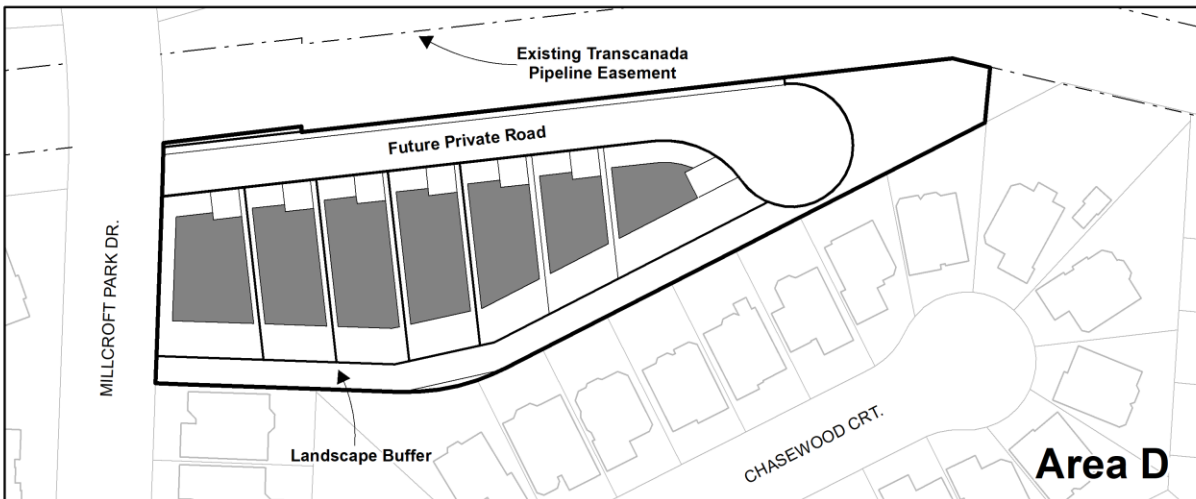 Existing Transcanada
Pipeline Easement
Future Private Road
MILLCROFT PARK DR.
Landscape Buffer
CHASEWOOD CRT.
Area D